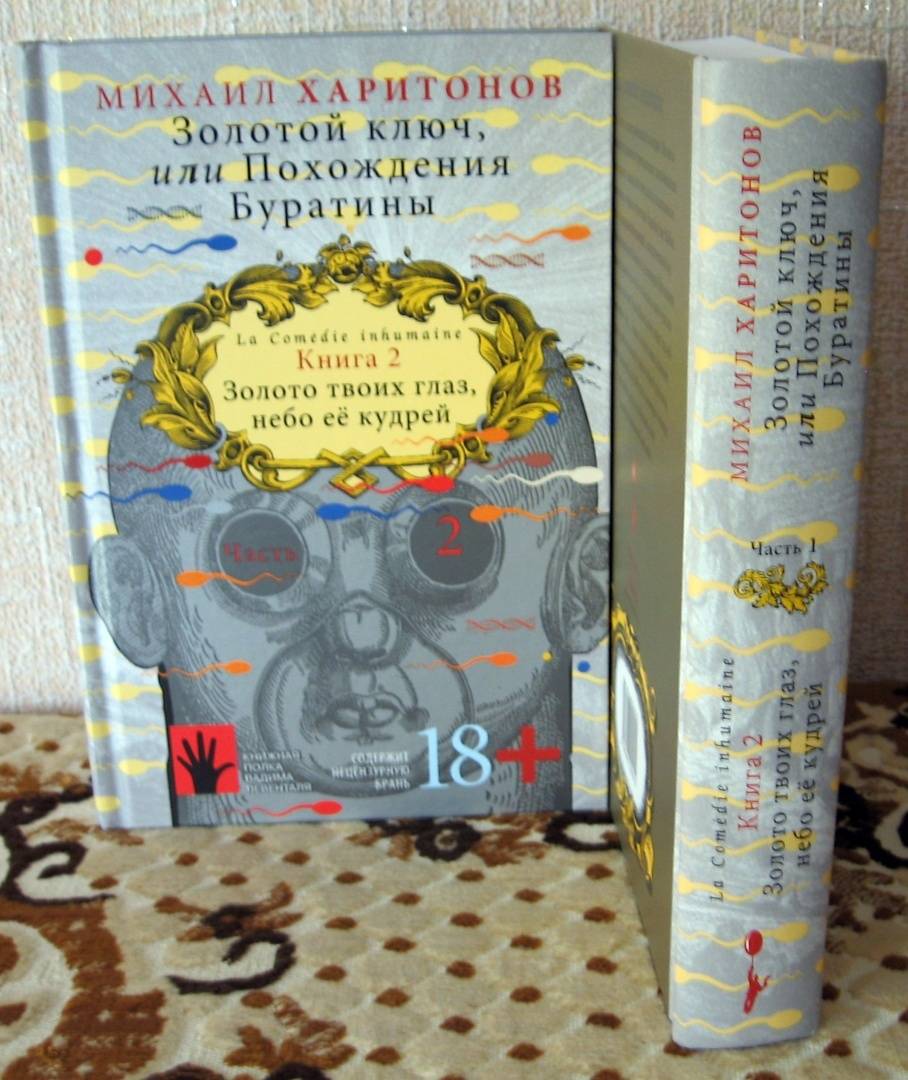 МИХАИЛ ХАРИТОНОВ
Золотой ключ,
или Похождения
Буратины
La Comédie inhumaine
Книга 2
Золото твоих глаз,
небо её кудрей
Часть 2
КНИЖНАЯ
ПОЛКА
ВАДИМА
ЛЕВЕНТАЛЯ
СОДЕРЖИТ
НЕЦЕНЗУРНУЮ
БРАНЬ
18+
МИХАИЛ ХАРИТОНОВ
Золотой ключ,
или Похождения
Буратины
Часть 1
La Comédie inhumaine
Книга 2
Золото твоих глаз,
небо её кудрей